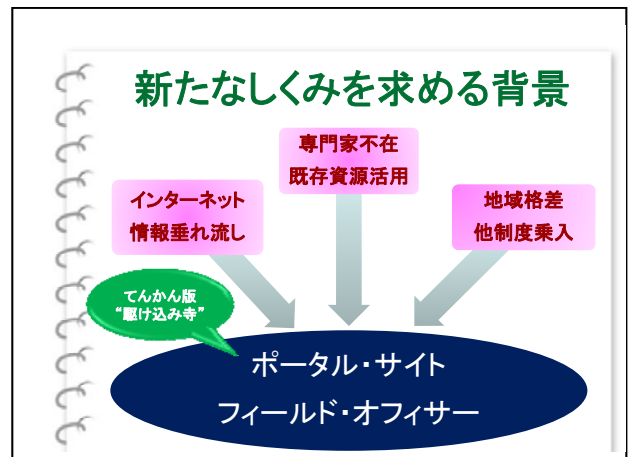 新たなしくみを求める背景
専門家不在
既存資源活用
インターネット
情報垂れ流し
地域格差
他制度乗入
てんかん版
“駆け込み寺”
ポータル・サイト
フィールド・オフィサー